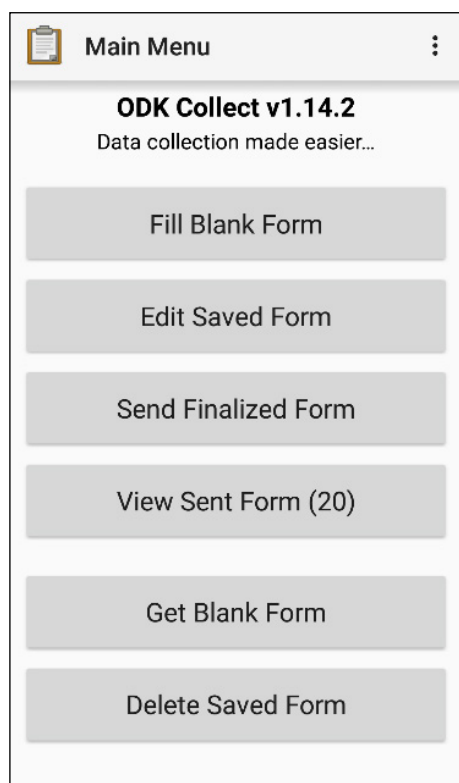 Main Menu
ODK Collect v1.14.2
Data collection made easier...
Fill Blank Form
Edit Saved Form
Send Finalized Form
View Sent Form (20)
Get Blank Form
Delete Saved Form